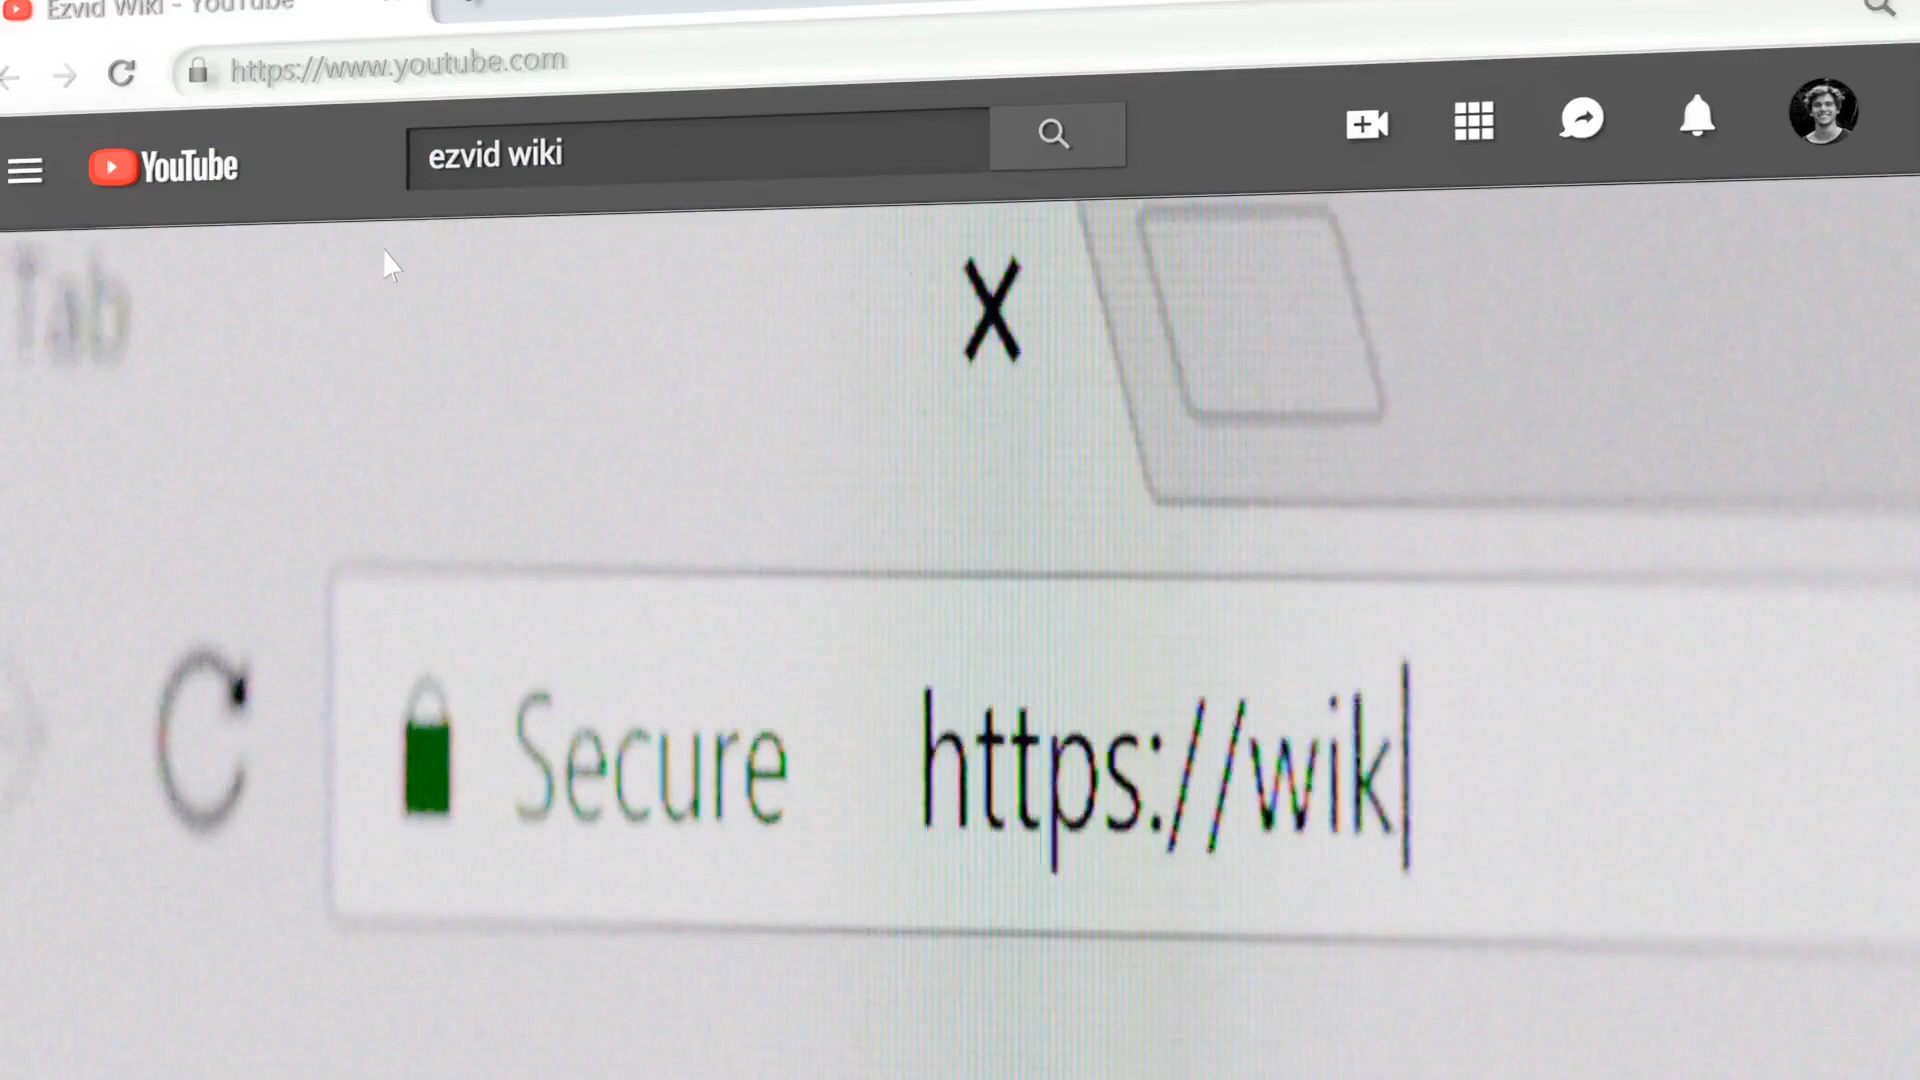 Ezvid Wiki - YouTube
https://www.youtube.com
YouTube
ezvid wiki
Tab
X
Secure https://wik